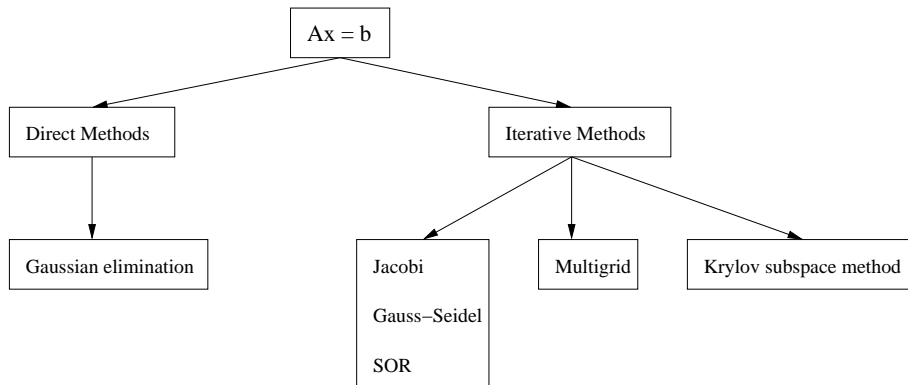 Ax = b
Direct Methods
Iterative Methods
Gaussian elimination
Jacobi
Gauss−Seidel
SOR
Multigrid
Krylov subspace method